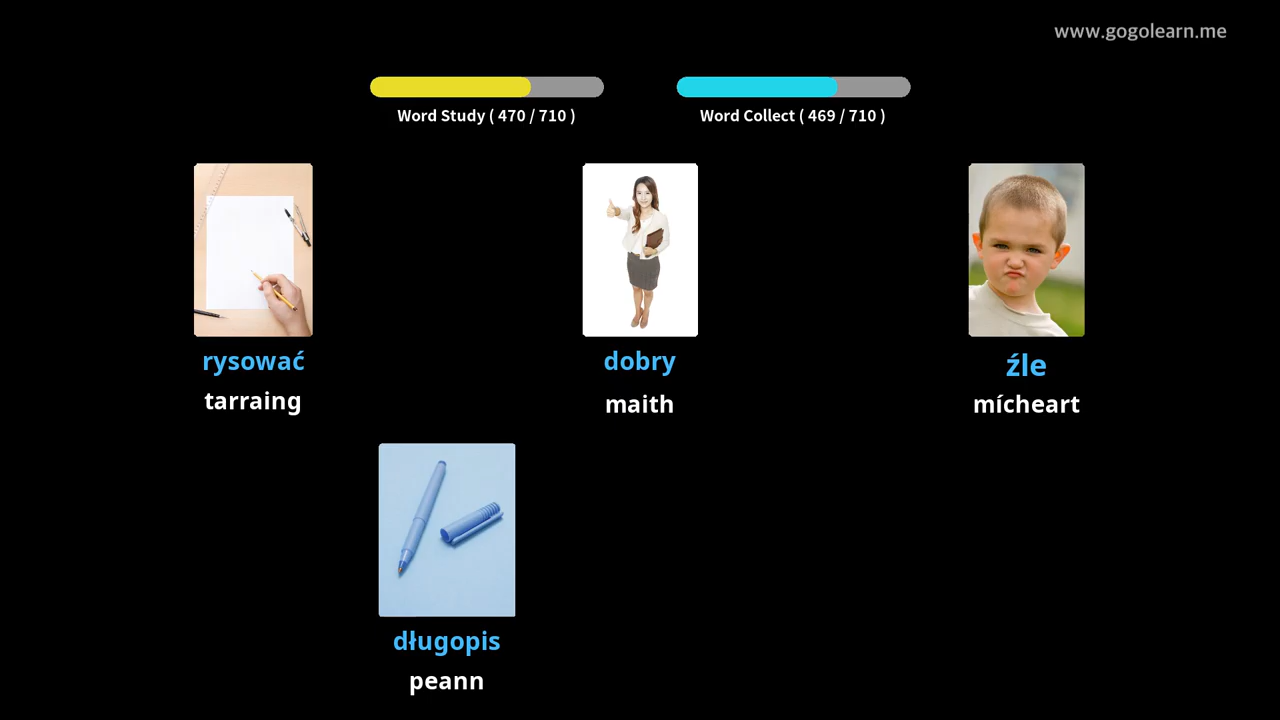 www.gogolearn.me
Word Study ( 470 / 710 )
Word Collect ( 469 / 710 )
rysować
dobry
źle
tarraing
maith
mícheart
długopis
peann